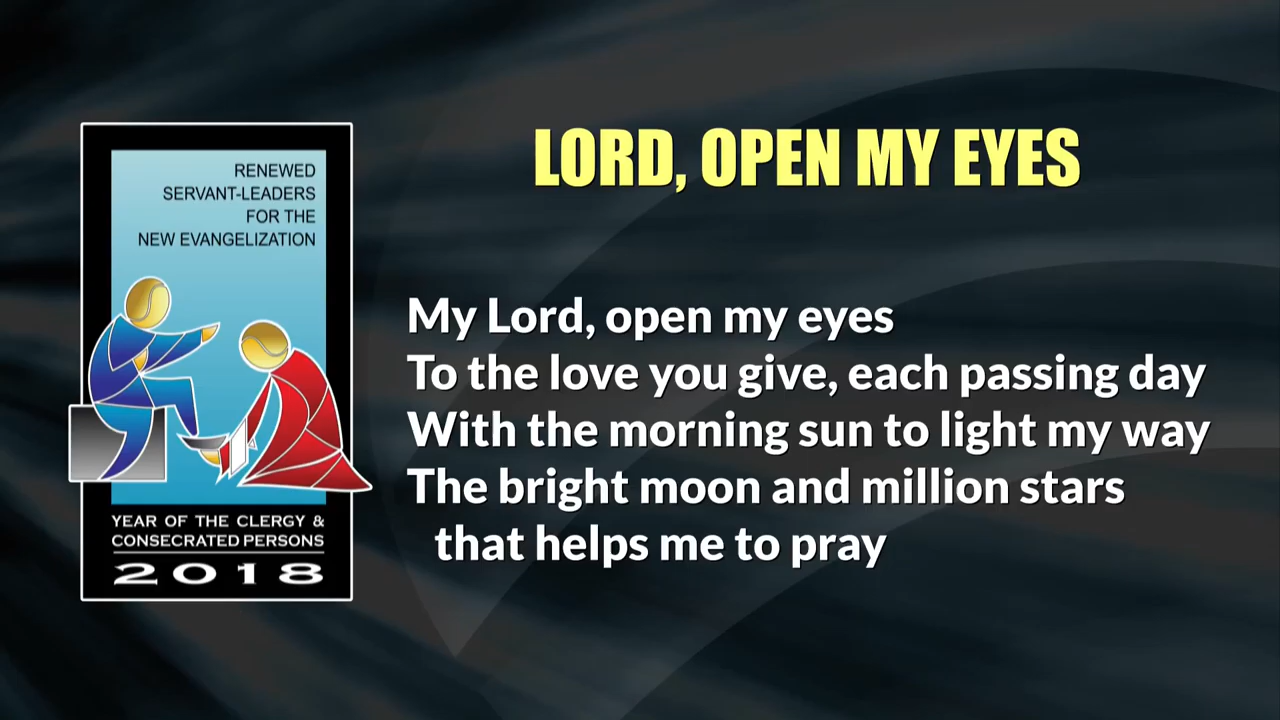 RENEWED
SERVANT-LEADERS
FOR THE
NEW EVANGELIZATION
YEAR OF THE CLERGY &
CONSECRATED PERSONS
2018
LORD, OPEN MY EYES
My Lord, open my eyes
To the love you give, each passing day
With the morning sun to light my way
The bright moon and million stars
that helps me to pray